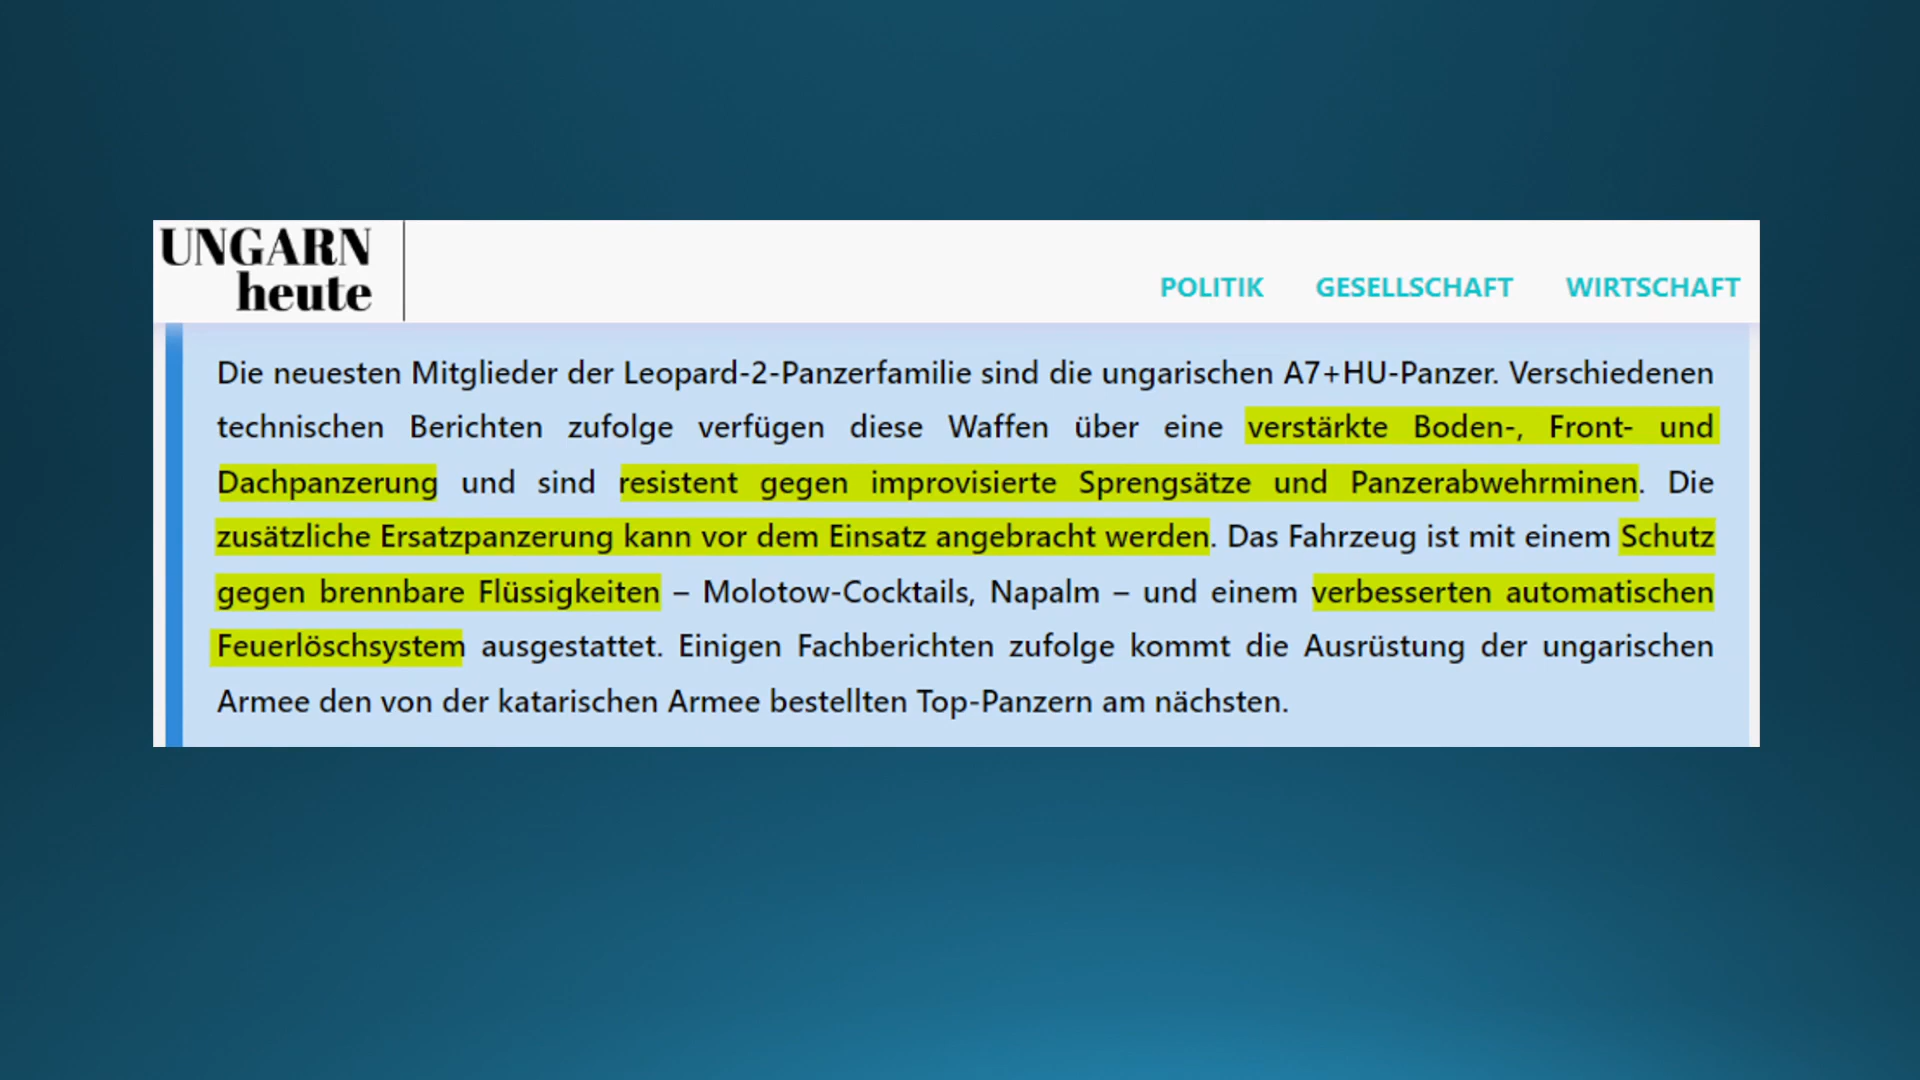 UNGARN
heute
POLITIK GESELLSCHAFT WIRTSCHAFT
Die neuesten Mitglieder der Leopard-2-Panzerfamilie sind die ungarischen A7+HU-Panzer. Verschiedenen
technischen Berichten zufolge verfügen diese Waffen über eine verstärkte Boden-, Front- und
Dachpanzerung und sind resistent gegen improvisierte Sprengsätze und Panzerabwehrminen. Die
zusätzliche Ersatzpanzerung kann vor dem Einsatz angebracht werden. Das Fahrzeug ist mit einem Schutz
gegen brennbare Flüssigkeiten – Molotow-Cocktails, Napalm – und einem verbesserten automatischen
Feuerlöschsystem ausgestattet. Einigen Fachberichten zufolge kommt die Ausrüstung der ungarischen
Armee den von der katarischen Armee bestellten Top-Panzern am nächsten.